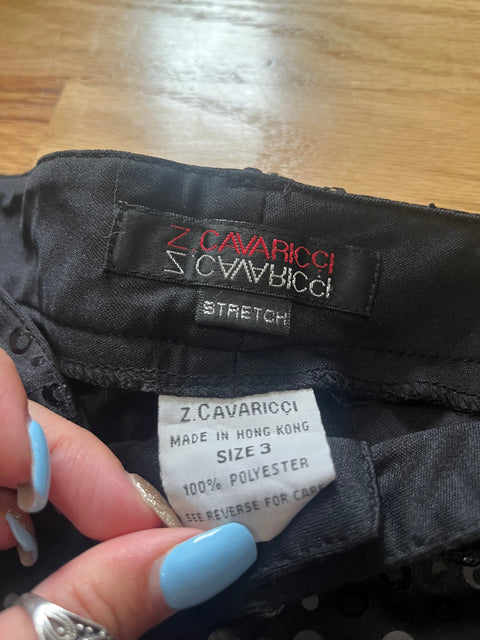 Z. CAVARICCI
Z. CAVARICCI
STRETCH
Z. CAVARICCI
MADE IN HONG KONG
SIZE 3
100% POLYESTER
SEE REVERSE FOR CARE